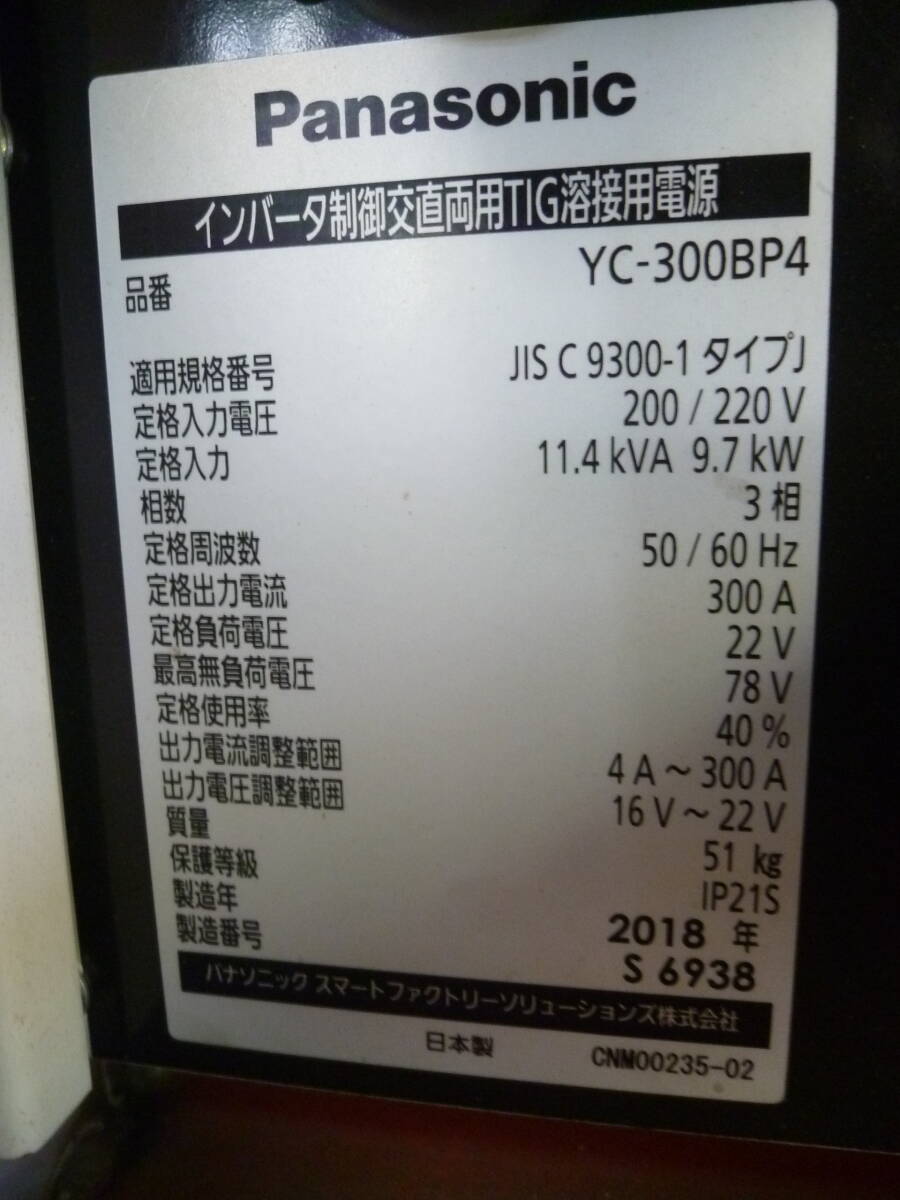 Panasonic
インバータ制御交直両用TIG溶接用電源
品番 YC-300BP4
適用規格番号 JIS C 9300-1 タイプJ
定格入力電圧 200 / 220 V
定格入力 11.4 kVA 9.7 kW
相数 3 相
定格周波数 50 / 60 Hz
定格出力電流 300 A
定格負荷電圧 22 V
最高無負荷電圧 78 V
定格使用率 40 %
出力電流調整範囲 4 A ~ 300 A
出力電圧調整範囲 16 V ~ 22 V
質量 51 kg
保護等級 IP21S
製造年 2018 年
製造番号 S 6938
パナソニック スマートファクトリーソリューションズ株式会社
日本製 CNM00235-02